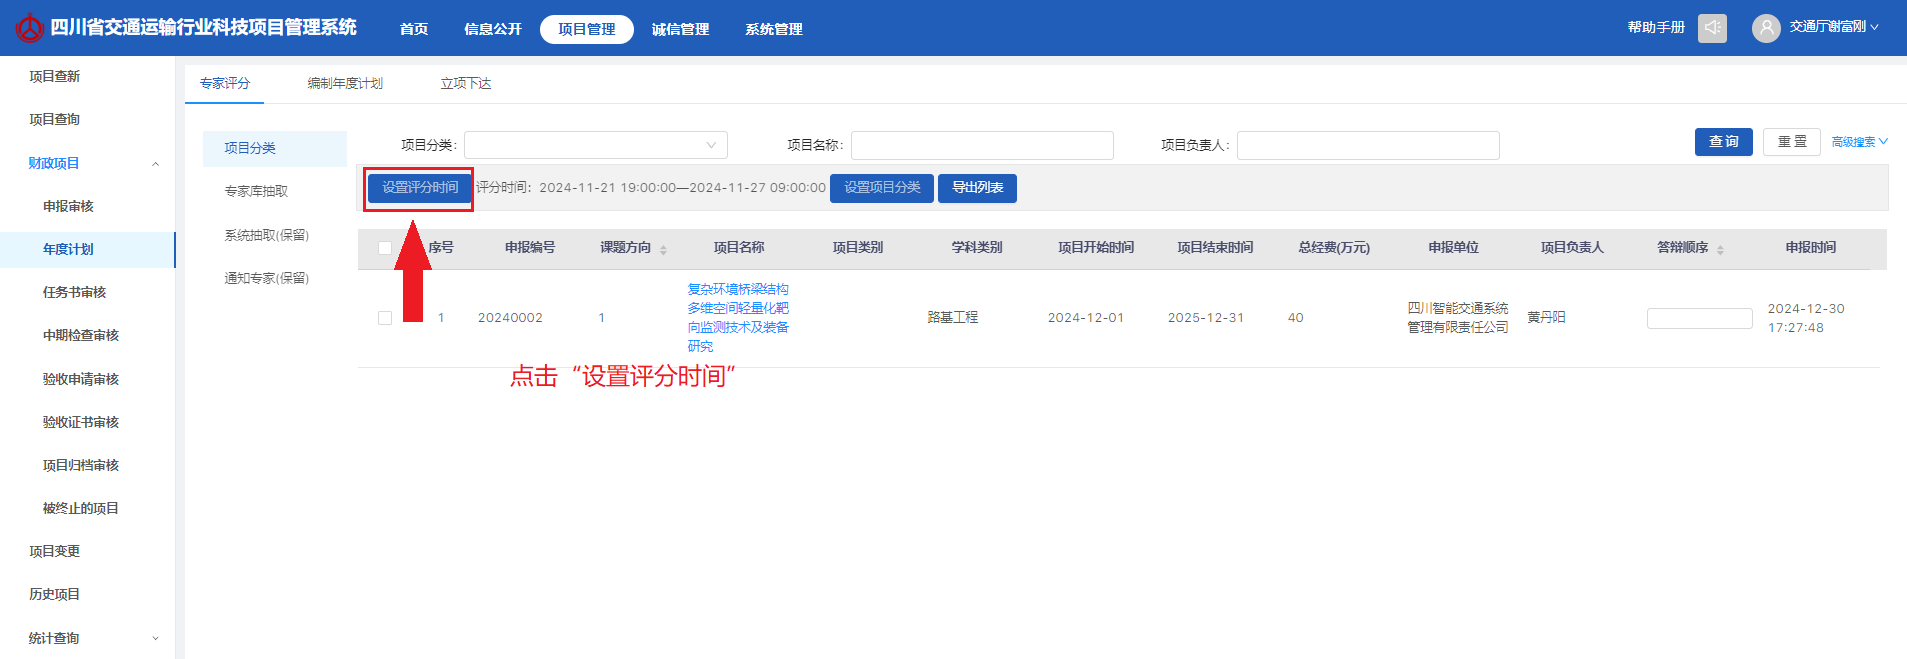 四川省交通运输行业科技项目管理系统
首页
信息公开
项目管理
诚信管理
系统管理
帮助手册
交通厅谢富刚
项目查新
项目查询
财政项目
申报审核
年度计划
任务书审核
中期检查审核
验收申请审核
验收证书审核
项目归档审核
被终止的项目
项目变更
历史项目
统计查询
专家评分
编制年度计划
立项下达
项目分类
专家库抽取
系统抽取(保留)
通知专家(保留)
项目分类：
项目名称：
项目负责人：
查 询
重 置
高级搜索
设置评分时间
评分时间：2024-11-21 19:00:00—2024-11-27 09:00:00
设置项目分类
导出列表
序号
申报编号
课题方向
项目名称
项目类别
学科类别
项目开始时间
项目结束时间
总经费(万元)
申报单位
项目负责人
答辩顺序
申报时间
1
20240002
1
复杂环境桥梁结构
多维空间轻量化靶
向监测技术及装备
研究
路基工程
2024-12-01
2025-12-31
40
四川智能交通系统
管理有限责任公司
黄丹阳
2024-12-30
17:27:48
点击“设置评分时间”